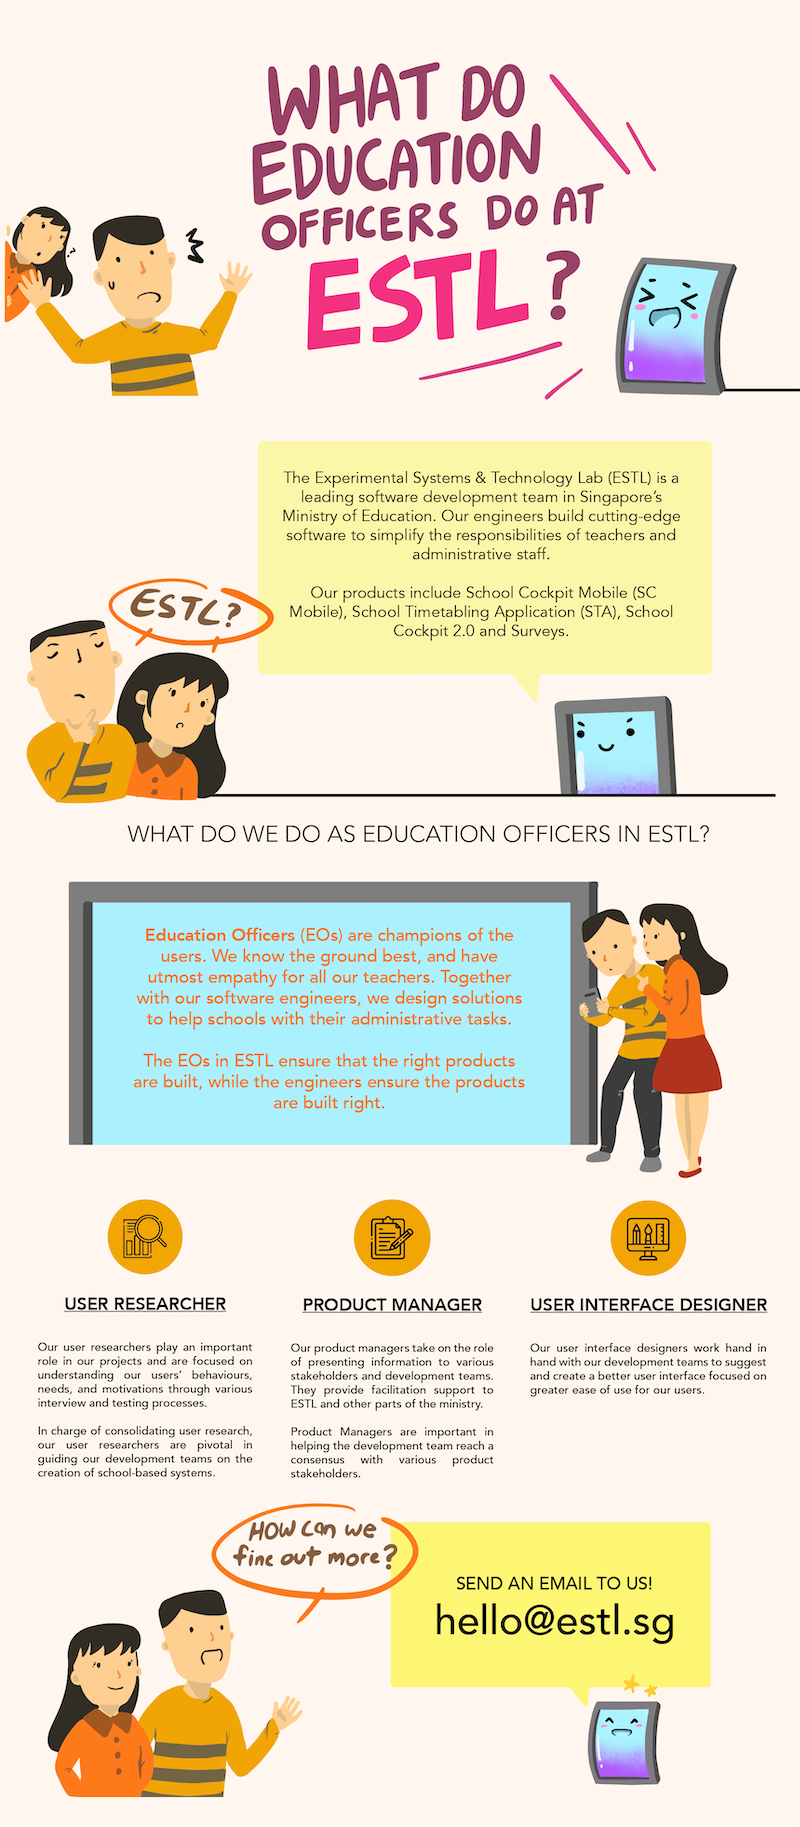 WHAT DO
EDUCATION
OFFICERS DO AT
ESTL?
The Experimental Systems & Technology Lab (ESTL) is a
leading software development team in Singapore's
Ministry of Education. Our engineers build cutting-edge
software to simplify the responsibilities of teachers and
administrative staff.
Our products include School Cockpit Mobile (SC
Mobile), School Timetabling Application (STA), School
Cockpit 2.0 and Surveys.
ESTL?
WHAT DO WE DO AS EDUCATION OFFICERS IN ESTL?
Education Officers (EOs) are champions of the
users. We know the ground best, and have
utmost empathy for all our teachers. Together
with our software engineers, we design solutions
to help schools with their administrative tasks.
The EOs in ESTL ensure that the right products
are built, while the engineers ensure the products
are built right.
USER RESEARCHER
Our user researchers play an important
role in our projects and are focused on
understanding our users' behaviours,
needs, and motivations through various
interview and testing processes.
In charge of consolidating user research,
our user researchers are pivotal in
guiding our development teams on the
creation of school-based systems.
PRODUCT MANAGER
Our product managers take on the role
of presenting information to various
stakeholders and development teams.
They provide facilitation support to
ESTL and other parts of the ministry.
Product Managers are important in
helping the development team reach a
consensus with various product
stakeholders.
USER INTERFACE DESIGNER
Our user interface designers work hand in
hand with our development teams to suggest
and create a better user interface focused on
greater ease of use for our users.
HOW can we
finc out more?
SEND AN EMAIL TO US!
hello@estl.sg